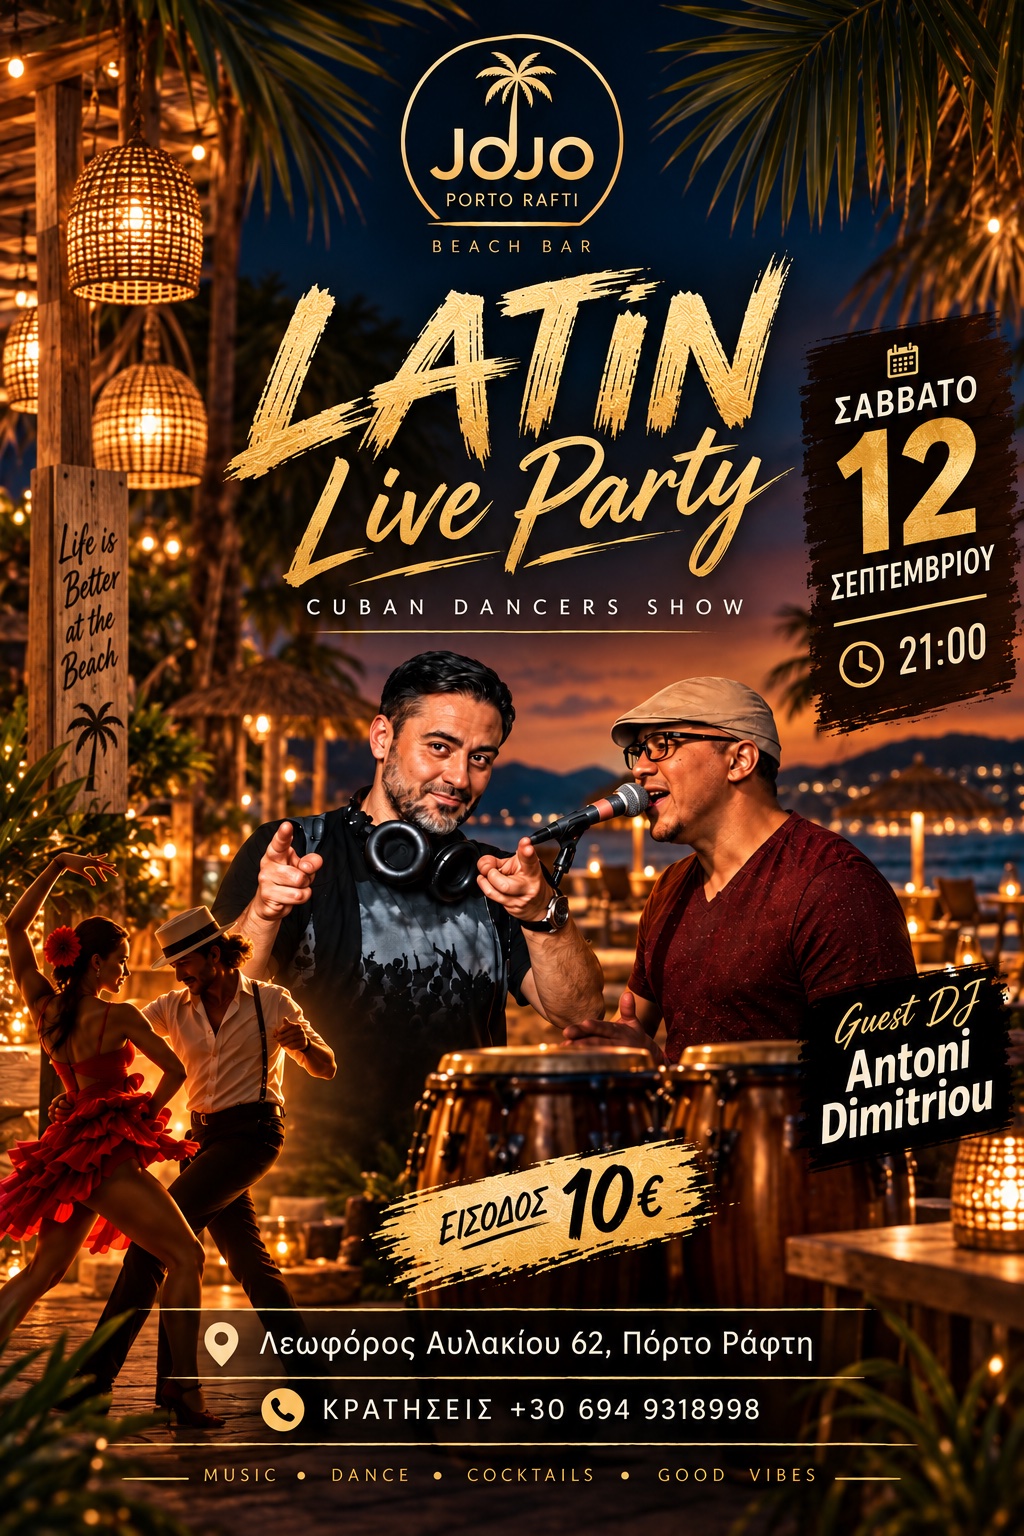 JoJo
PORTO RAFTI
BEACH BAR
LATiN
Live Party
CUBAN DANCERS SHOW
ΣΑΒΒΑΤΟ
12
ΣΕΠΤΕΜΒΡΙΟΥ
21:00
Life is
Better
at the
Beach
Guest DJ
Antoni
Dimitriou
ΕΙΣΟΔΟΣ 10€
Λεωφόρος Αυλακίου 62, Πόρτο Ράφτη
ΚΡΑΤΗΣΕΙΣ +30 694 9318998
MUSIC • DANCE • COCKTAILS • GOOD VIBES